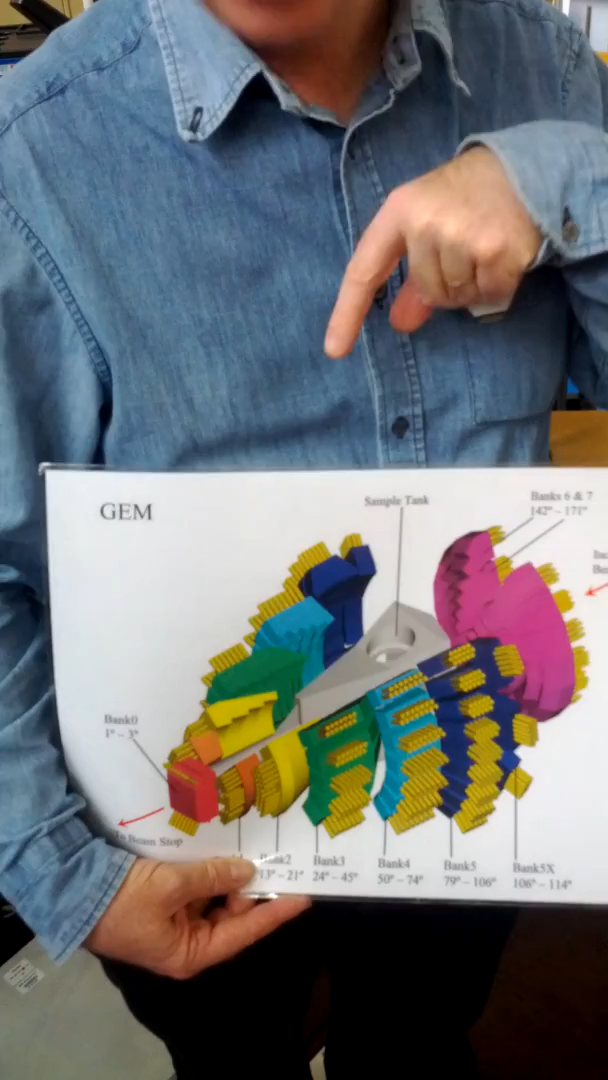 GEM
Sample Tank
Banks 6 & 7
142° – 171°
Bank0
1° – 3°
To Beam Stop
Bank2
13° – 21°
Bank3
24° – 45°
Bank4
50° – 74°
Bank5
79° – 106°
Bank5X
106° – 114°